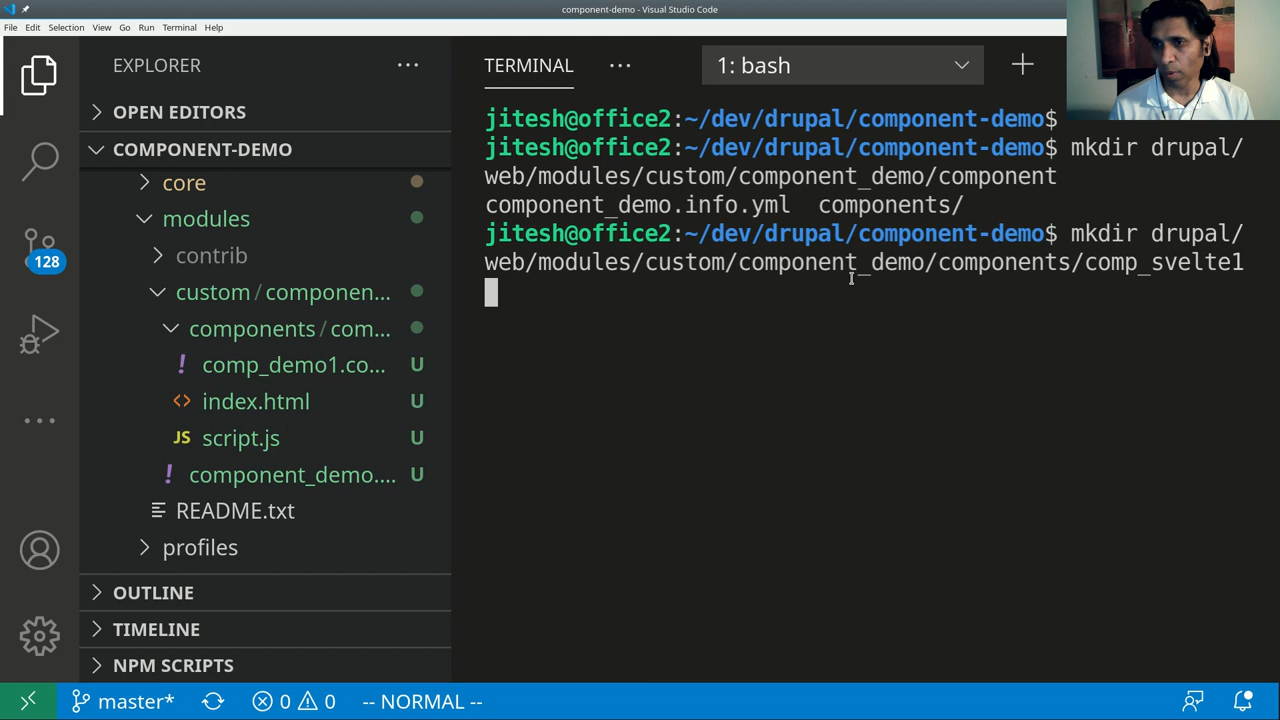 component-demo - Visual Studio Code
File Edit Selection View Go Run Terminal Help
EXPLORER
OPEN EDITORS
COMPONENT-DEMO
core
modules
contrib
custom / componen...
components / com...
! comp_demo1.co... U
<> index.html U
JS script.js U
! component_demo.... U
README.txt
profiles
OUTLINE
TIMELINE
NPM SCRIPTS
128
TERMINAL ... 1: bash
jitesh@office2:~/dev/drupal/component-demo$
jitesh@office2:~/dev/drupal/component-demo$ mkdir drupal/
web/modules/custom/component_demo/component
component_demo.info.yml components/
jitesh@office2:~/dev/drupal/component-demo$ mkdir drupal/
web/modules/custom/component_demo/components/comp_svelte1
master* 0 0 -- NORMAL --